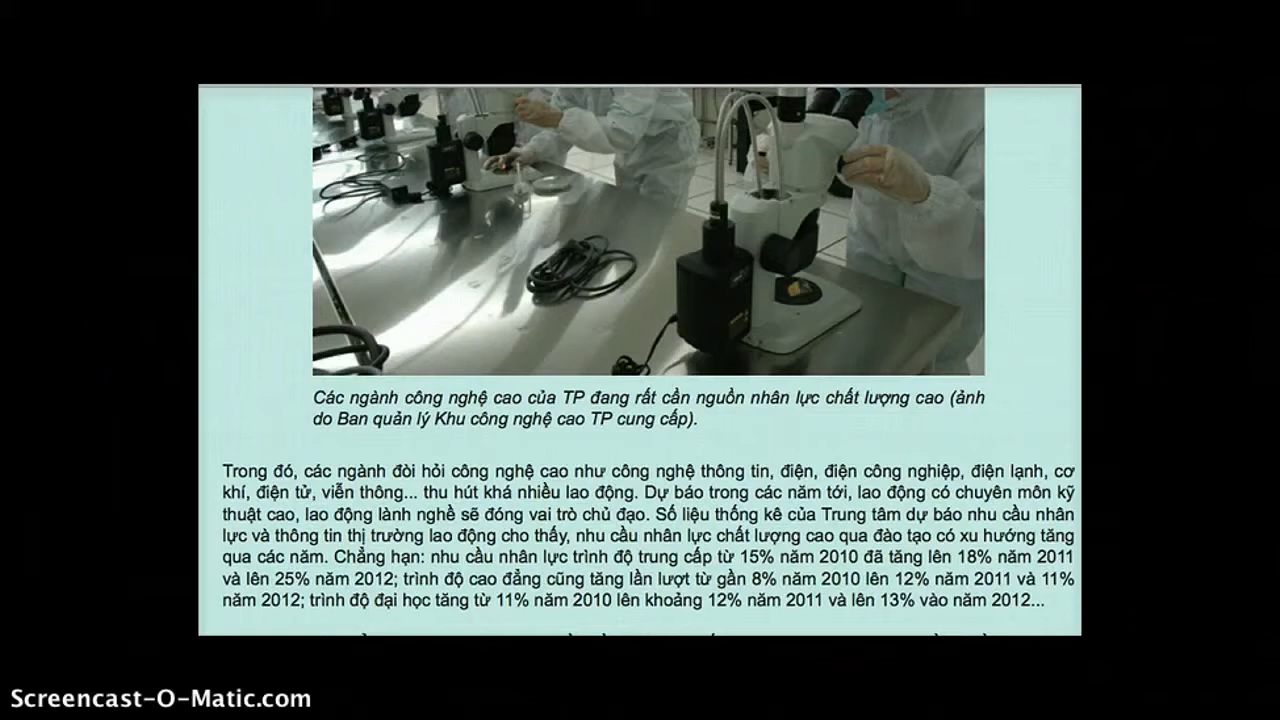 Các ngành công nghệ cao của TP đang rất cần nguồn nhân lực chất lượng cao (ảnh
do Ban quản lý Khu công nghệ cao TP cung cấp).
Trong đó, các ngành đòi hỏi công nghệ cao như công nghệ thông tin, điện, điện công nghiệp, điện lạnh, cơ
khí, điện tử, viễn thông... thu hút khá nhiều lao động. Dự báo trong các năm tới, lao động có chuyên môn kỹ
thuật cao, lao động lành nghề sẽ đóng vai trò chủ đạo. Số liệu thống kê của Trung tâm dự báo nhu cầu nhân
lực và thông tin thị trường lao động cho thấy, nhu cầu nhân lực chất lượng cao qua đào tạo có xu hướng tăng
qua các năm. Chẳng hạn: nhu cầu nhân lực trình độ trung cấp từ 15% năm 2010 đã tăng lên 18% năm 2011
và lên 25% năm 2012; trình độ cao đẳng cũng tăng lần lượt từ gần 8% năm 2010 lên 12% năm 2011 và 11%
năm 2012; trình độ đại học tăng từ 11% năm 2010 lên khoảng 12% năm 2011 và lên 13% vào năm 2012...
Screencast-O-Matic.com